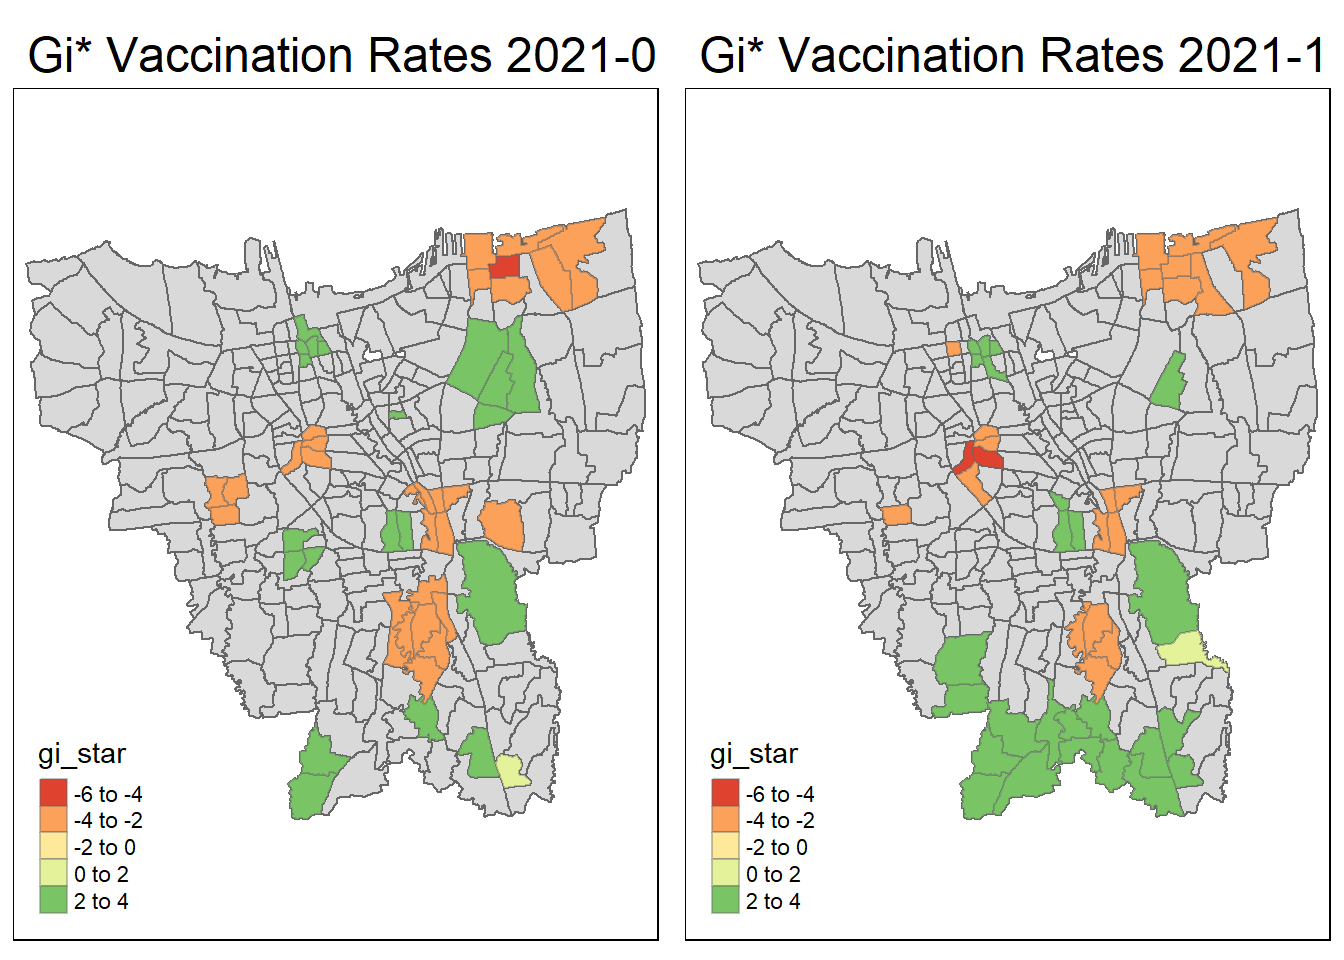 Gi* Vaccination Rates 2021-0
gi_star
-6 to -4
-4 to -2
-2 to 0
0 to 2
2 to 4
Gi* Vaccination Rates 2021-1
gi_star
-6 to -4
-4 to -2
-2 to 0
0 to 2
2 to 4